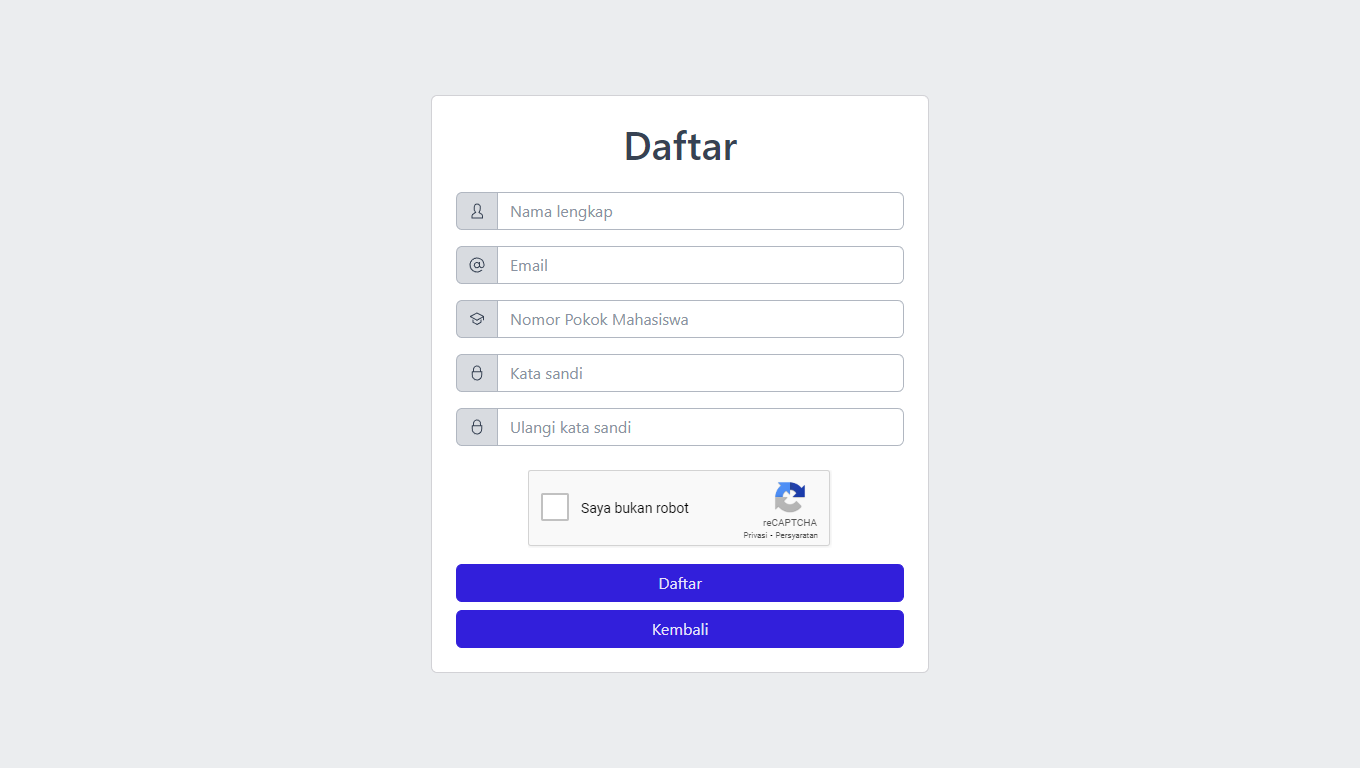 Daftar
Nama lengkap
Email
Nomor Pokok Mahasiswa
Kata sandi
Ulangi kata sandi
Saya bukan robot
reCAPTCHA
Privasi - Persyaratan
Daftar
Kembali